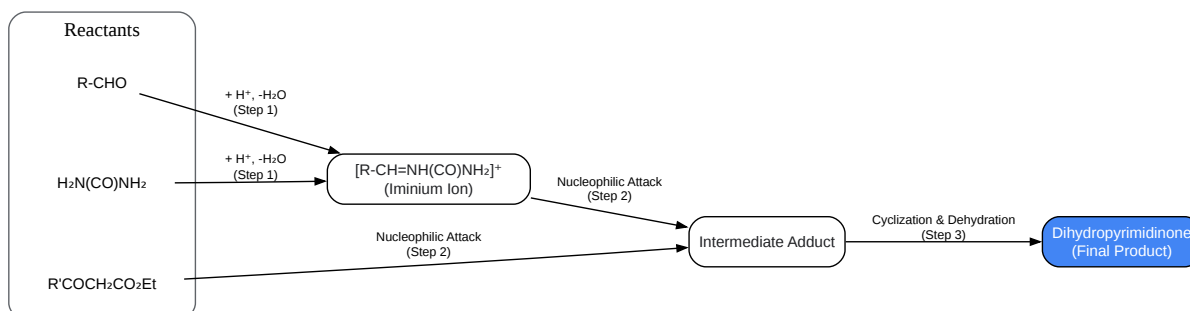 Reactants
R-CHO
+ H⁺, -H₂O
(Step 1)
+ H⁺, -H₂O
(Step 1)
H₂N(CO)NH₂
[R-CH=NH(CO)NH₂]⁺
(Iminium Ion)
Nucleophilic Attack
(Step 2)
Nucleophilic Attack
(Step 2)
R'COCH₂CO₂Et
Intermediate Adduct
Cyclization & Dehydration
(Step 3)
Dihydropyrimidinone
(Final Product)